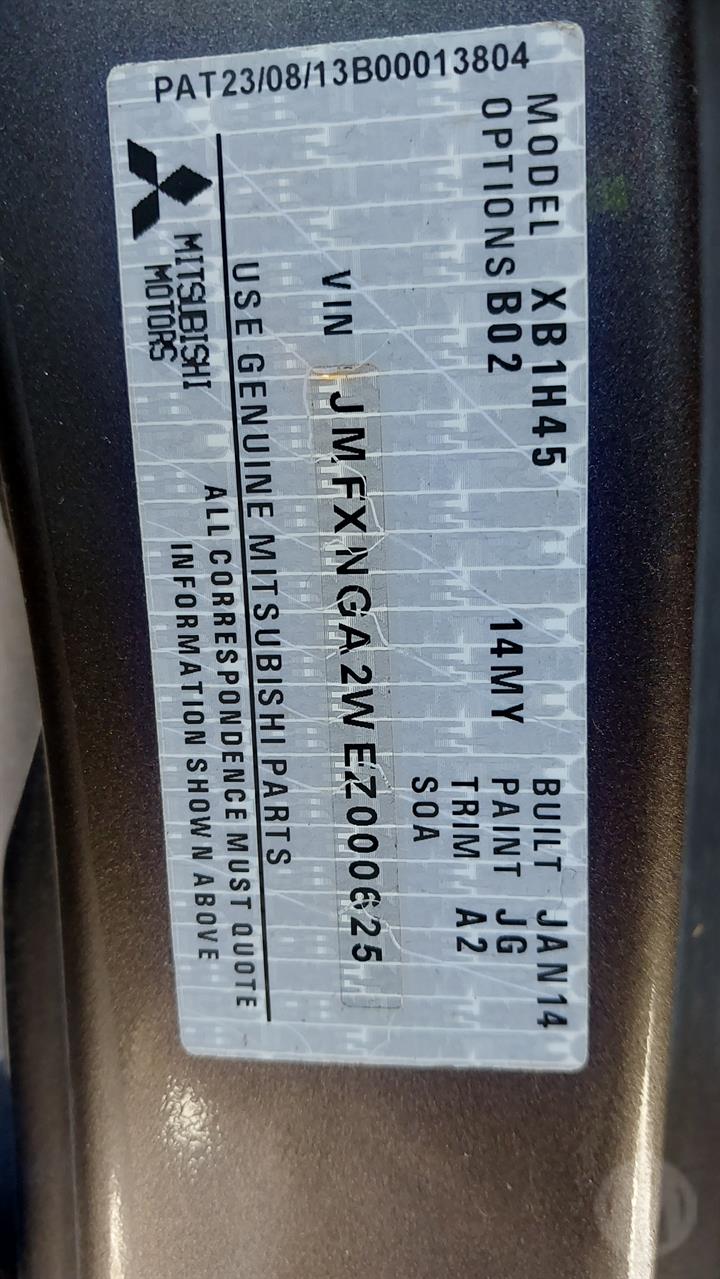 PAT23/08/13B00013804
MODEL XB1H45 BUILT JAN14
OPTIONS B02 14MY PAINT JG
TRIM A2
SOA
VIN JMFXNGA2WEZ000625
USE GENUINE MITSUBISHI PARTS
MITSUBISHI
MOTORS
ALL CORRESPONDENCE MUST QUOTE
INFORMATION SHOWN ABOVE